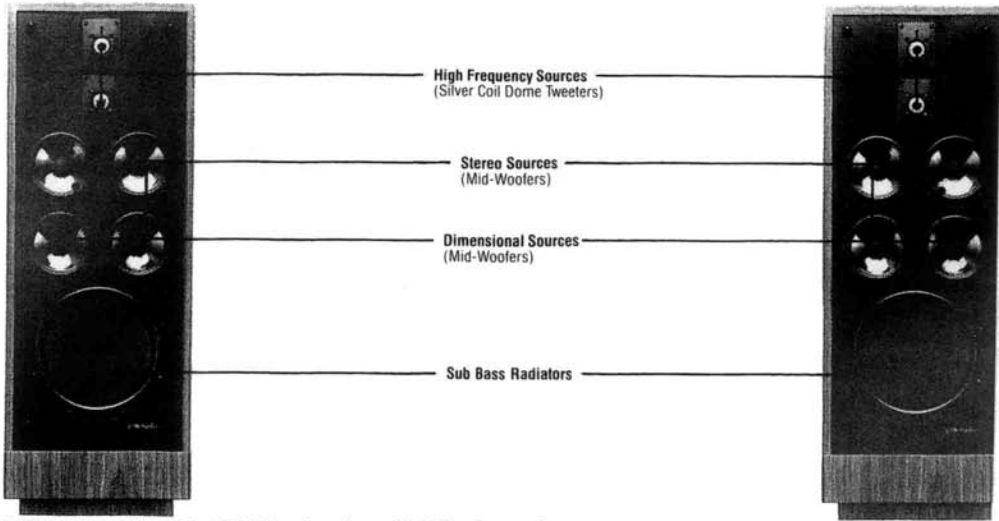 High Frequency Sources
(Silver Coil Dome Tweeters)
Stereo Sources
(Mid-Woofers)
Dimensional Sources
(Mid-Woofers)
Sub Bass Radiators